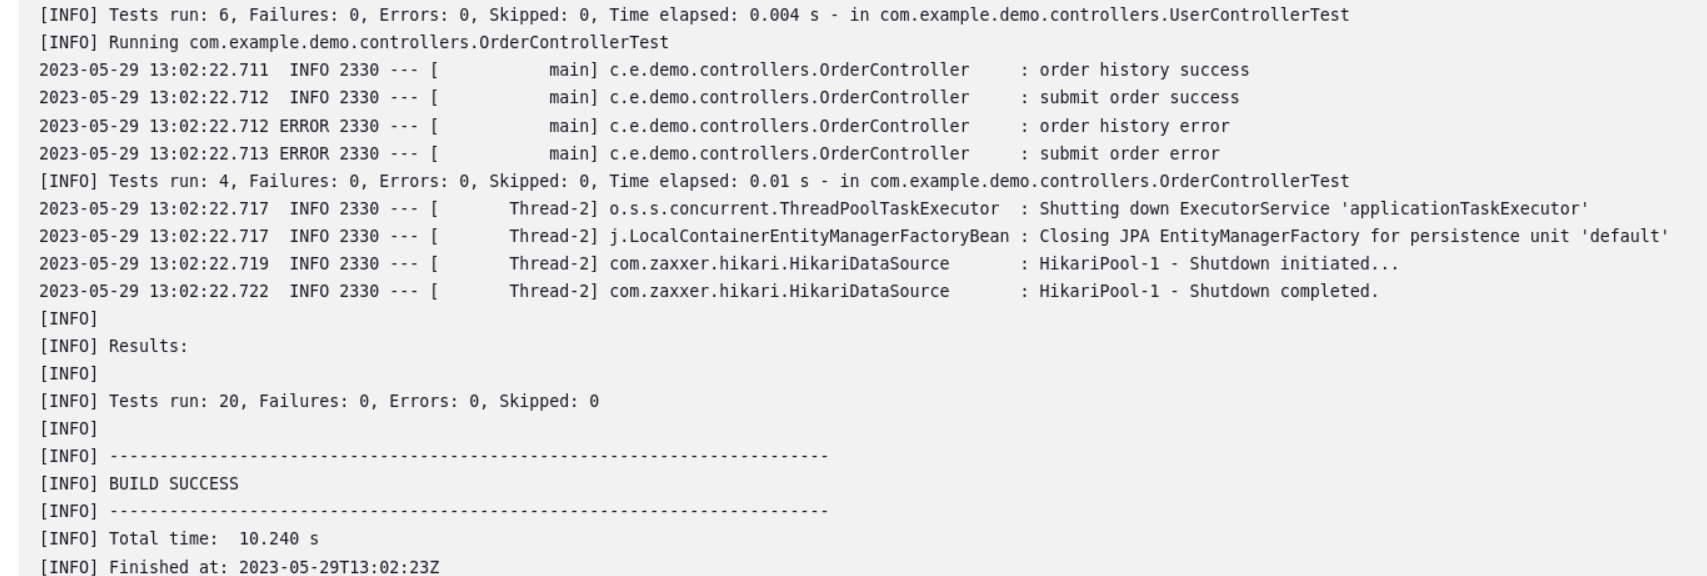 [INFO] Tests run: 6, Failures: 0, Errors: 0, Skipped: 0, Time elapsed: 0.004 s - in com.example.demo.controllers.UserControllerTest
[INFO] Running com.example.demo.controllers.OrderControllerTest
2023-05-29 13:02:22.711  INFO 2330 --- [           main] c.e.demo.controllers.OrderController     : order history success
2023-05-29 13:02:22.712  INFO 2330 --- [           main] c.e.demo.controllers.OrderController     : submit order success
2023-05-29 13:02:22.712 ERROR 2330 --- [           main] c.e.demo.controllers.OrderController     : order history error
2023-05-29 13:02:22.713 ERROR 2330 --- [           main] c.e.demo.controllers.OrderController     : submit order error
[INFO] Tests run: 4, Failures: 0, Errors: 0, Skipped: 0, Time elapsed: 0.01 s - in com.example.demo.controllers.OrderControllerTest
2023-05-29 13:02:22.717  INFO 2330 --- [       Thread-2] o.s.s.concurrent.ThreadPoolTaskExecutor  : Shutting down ExecutorService 'applicationTaskExecutor'
2023-05-29 13:02:22.717  INFO 2330 --- [       Thread-2] j.LocalContainerEntityManagerFactoryBean : Closing JPA EntityManagerFactory for persistence unit 'default'
2023-05-29 13:02:22.719  INFO 2330 --- [       Thread-2] com.zaxxer.hikari.HikariDataSource       : HikariPool-1 - Shutdown initiated...
2023-05-29 13:02:22.722  INFO 2330 --- [       Thread-2] com.zaxxer.hikari.HikariDataSource       : HikariPool-1 - Shutdown completed.
[INFO]
[INFO] Results:
[INFO]
[INFO] Tests run: 20, Failures: 0, Errors: 0, Skipped: 0
[INFO]
[INFO] ------------------------------------------------------------------------
[INFO] BUILD SUCCESS
[INFO] ------------------------------------------------------------------------
[INFO] Total time:  10.240 s
[INFO] Finished at: 2023-05-29T13:02:23Z